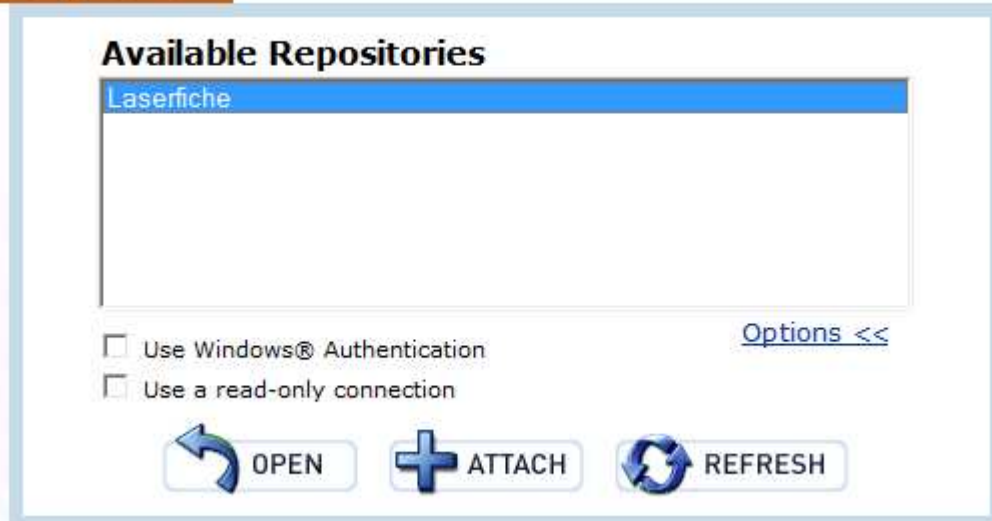 Available Repositories
Laserfiche
Options <<
Use Windows® Authentication
Use a read-only connection
OPEN ATTACH REFRESH